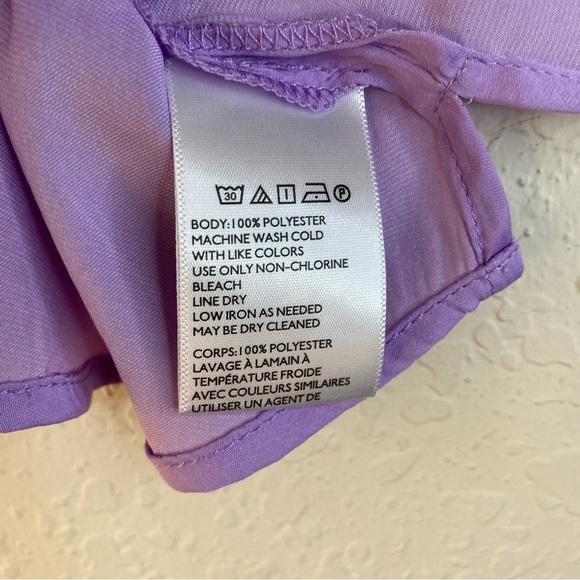 30 P
BODY:100% POLYESTER
MACHINE WASH COLD
WITH LIKE COLORS
USE ONLY NON-CHLORINE
BLEACH
LINE DRY
LOW IRON AS NEEDED
MAY BE DRY CLEANED
CORPS:100% POLYESTER
LAVAGE À LAMAIN À
TEMPÉRATURE FROIDE
AVEC COULEURS SIMILAIRES
UTILISER UN AGENT DE